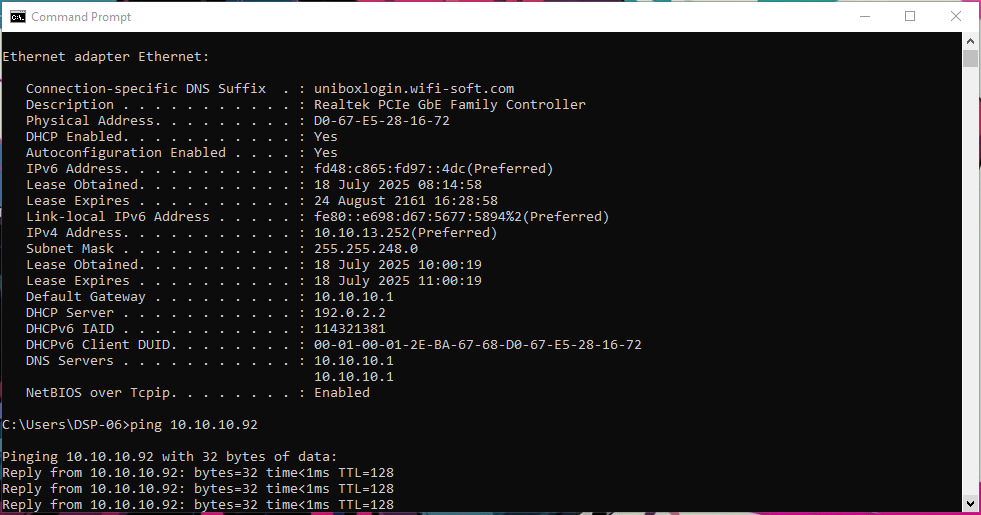 Command Prompt
Ethernet adapter Ethernet:
Connection-specific DNS Suffix  . : uniboxlogin.wifi-soft.com
Description . . . . . . . . . . . : Realtek PCIe GbE Family Controller
Physical Address. . . . . . . . . : D0-67-E5-28-16-72
DHCP Enabled. . . . . . . . . . . : Yes
Autoconfiguration Enabled . . . . : Yes
IPv6 Address. . . . . . . . . . . : fd48:c865:fd97::4dc(Preferred)
Lease Obtained. . . . . . . . . . : 18 July 2025 08:14:58
Lease Expires . . . . . . . . . . : 24 August 2161 16:28:58
Link-local IPv6 Address . . . . . : fe80::e698:d67:5677:5894%2(Preferred)
IPv4 Address. . . . . . . . . . . : 10.10.13.252(Preferred)
Subnet Mask . . . . . . . . . . . : 255.255.248.0
Lease Obtained. . . . . . . . . . : 18 July 2025 10:00:19
Lease Expires . . . . . . . . . . : 18 July 2025 11:00:19
Default Gateway . . . . . . . . . : 10.10.10.1
DHCP Server . . . . . . . . . . . : 192.0.2.2
DHCPv6 IAID . . . . . . . . . . . : 114321381
DHCPv6 Client DUID. . . . . . . . : 00-01-00-01-2E-BA-67-68-D0-67-E5-28-16-72
DNS Servers . . . . . . . . . . . : 10.10.10.1
10.10.10.1
NetBIOS over Tcpip. . . . . . . . : Enabled
C:\Users\DSP-06>ping 10.10.10.92
Pinging 10.10.10.92 with 32 bytes of data:
Reply from 10.10.10.92: bytes=32 time<1ms TTL=128
Reply from 10.10.10.92: bytes=32 time<1ms TTL=128
Reply from 10.10.10.92: bytes=32 time<1ms TTL=128